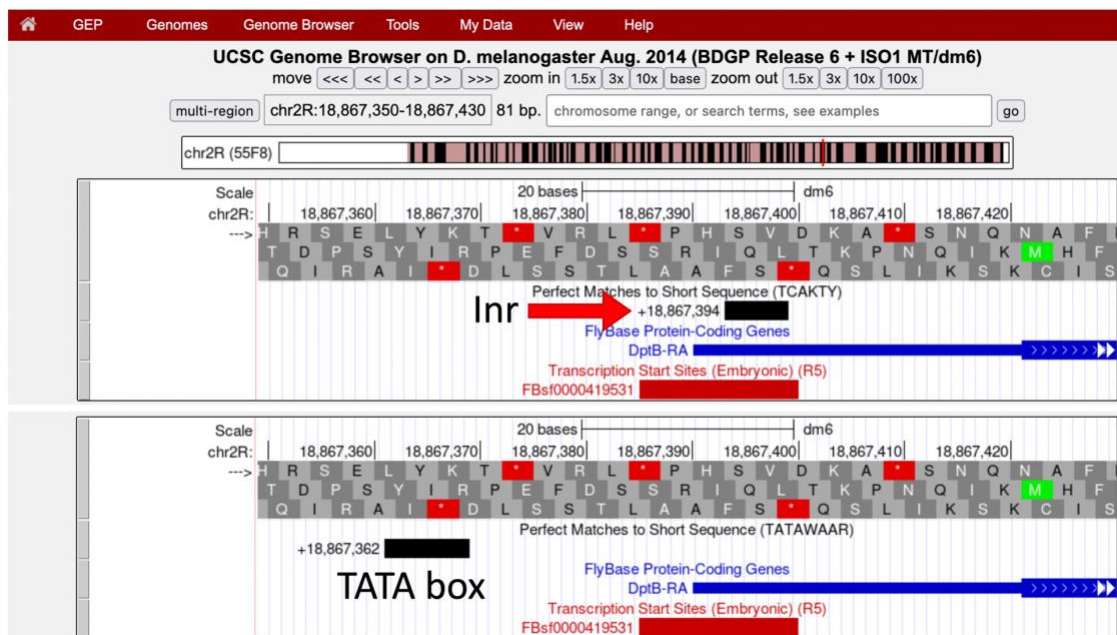 GEP Genomes Genome Browser Tools My Data View Help
UCSC Genome Browser on D. melanogaster Aug. 2014 (BDGP Release 6 + ISO1 MT/dm6)
move <<< << < > >> >>> zoom in 1.5x 3x 10x base zoom out 1.5x 3x 10x 100x
multi-region chr2R:18,867,350-18,867,430 81 bp. chromosome range, or search terms, see examples go
chr2R (55F8)
Scale 20 bases dm6
chr2R: 18,867,360 18,867,370 18,867,380 18,867,390 18,867,400 18,867,410 18,867,420
---> H R S E L Y K T * V R L * P H S V D K A * S N Q N A F
T D P S Y I R P E F D S S R I Q L T K P N Q I K M H F
Q I R A I * D L S S T L A A F S * Q S L I K S K C I S
Perfect Matches to Short Sequence (TCAKTY)
Inr +18,867,394
FlyBase Protein-Coding Genes
DptB-RA
Transcription Start Sites (Embryonic) (R5)
FBsf0000419531
Scale 20 bases dm6
chr2R: 18,867,360 18,867,370 18,867,380 18,867,390 18,867,400 18,867,410 18,867,420
---> H R S E L Y K T * V R L * P H S V D K A * S N Q N A F
T D P S Y I R P E F D S S R I Q L T K P N Q I K M H F
Q I R A I * D L S S T L A A F S * Q S L I K S K C I S
Perfect Matches to Short Sequence (TATAWAAR)
+18,867,362
TATA box
FlyBase Protein-Coding Genes
DptB-RA
Transcription Start Sites (Embryonic) (R5)
FBsf0000419531